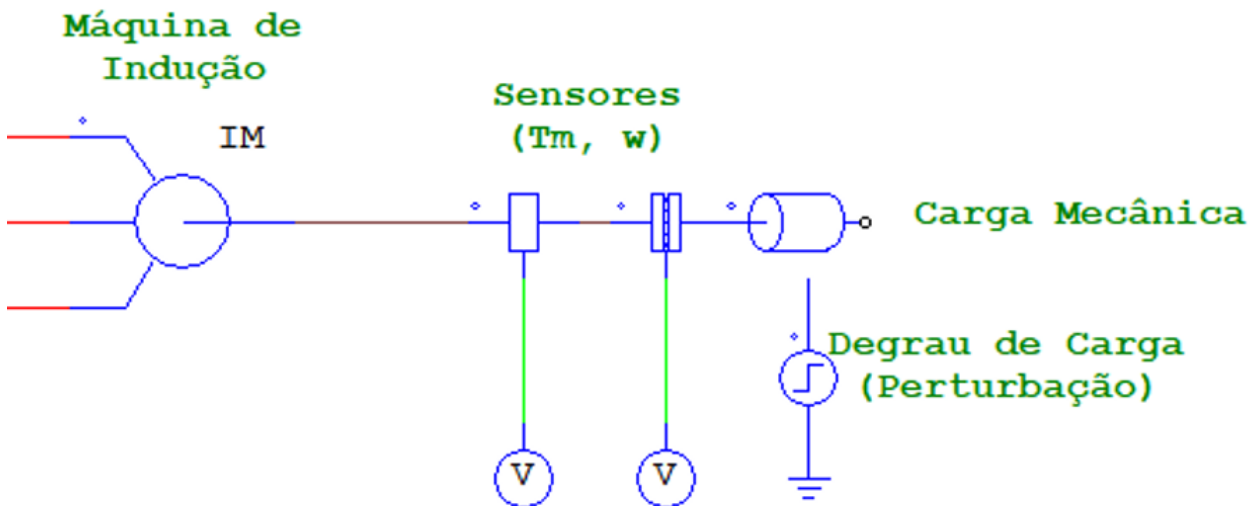 Máquina de
Indução
IM
Sensores
(Tm, w)
Carga Mecânica
Degrau de Carga
(Perturbação)
V
V